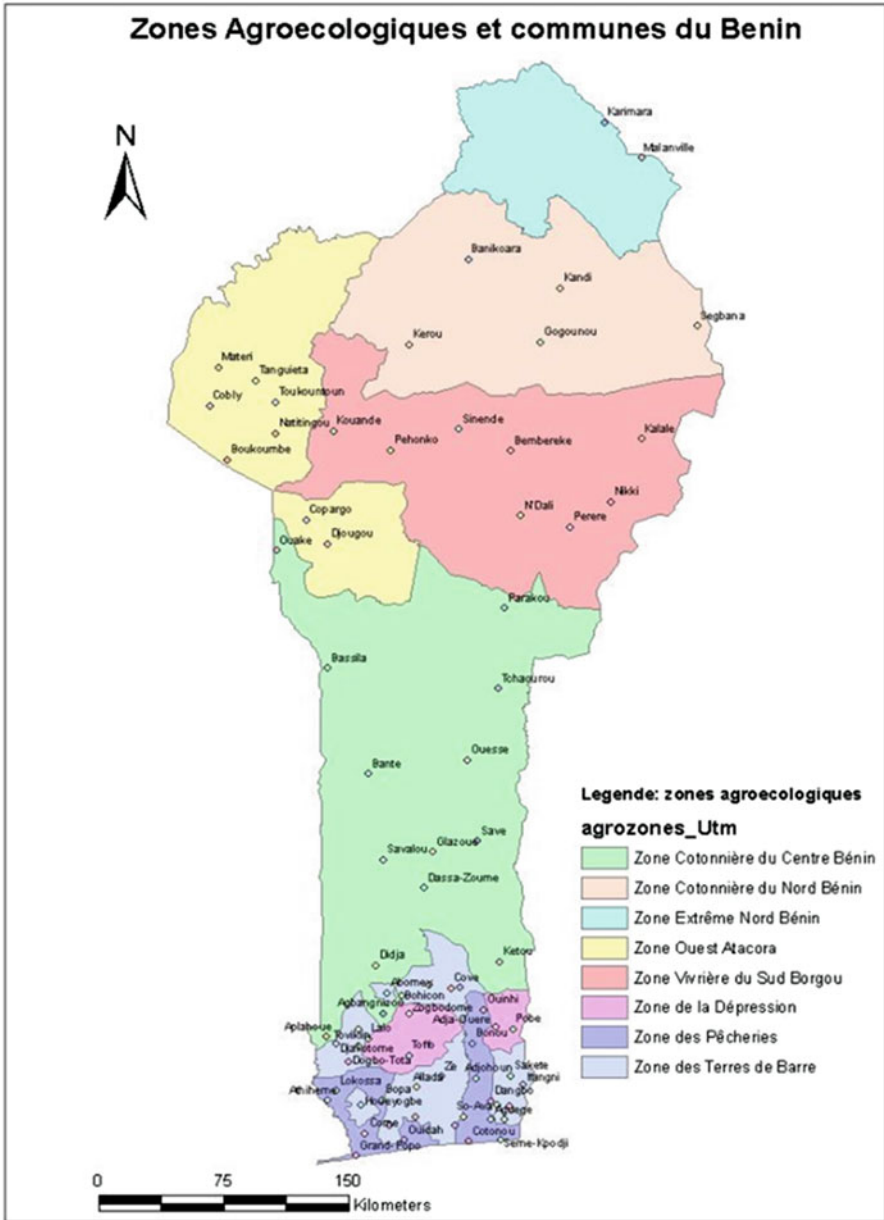 Zones Agroecologiques et communes du Benin
N
Karimara
Malanville
Banikoara
Kandi
Segbana
Kerou
Gogounou
Materi
Tanguieta
Cobly
Toukountoun
Natitingou
Kouande
Sinende
Kalale
Boukoumbe
Pehonko
Bembereke
Nikki
Copargo
N'Dali
Perere
Ouake
Djougou
Parakou
Bassila
Tchaourou
Ouesse
Bante
Save
Glazoue
Savalou
Dassa-Zoume
Didja
Ketou
Abomey
Cove
Bohicon
Ouinhi
Agbangnizou
Zogbodome
Adja-Ouere
Pobe
Aplahoue
Lalo
Bonou
Toviklin
Djakotome
Toffo
Dogbo-Tota
Ze
Adjohoun
Sakete
Ifangni
Allada
Lokossa
Bopa
Dangbo
Athiheme
Houeyogbe
So-Ava
Come
Ouidah
Cotonou
Grand-Popo
Seme-Kpodji
Legende: zones agroecologiques
agrozones_Utm
Zone Cotonnière du Centre Bénin
Zone Cotonnière du Nord Bénin
Zone Extrême Nord Bénin
Zone Ouest Atacora
Zone Vivrière du Sud Borgou
Zone de la Dépression
Zone des Pêcheries
Zone des Terres de Barre
0 75 150
Kilometers